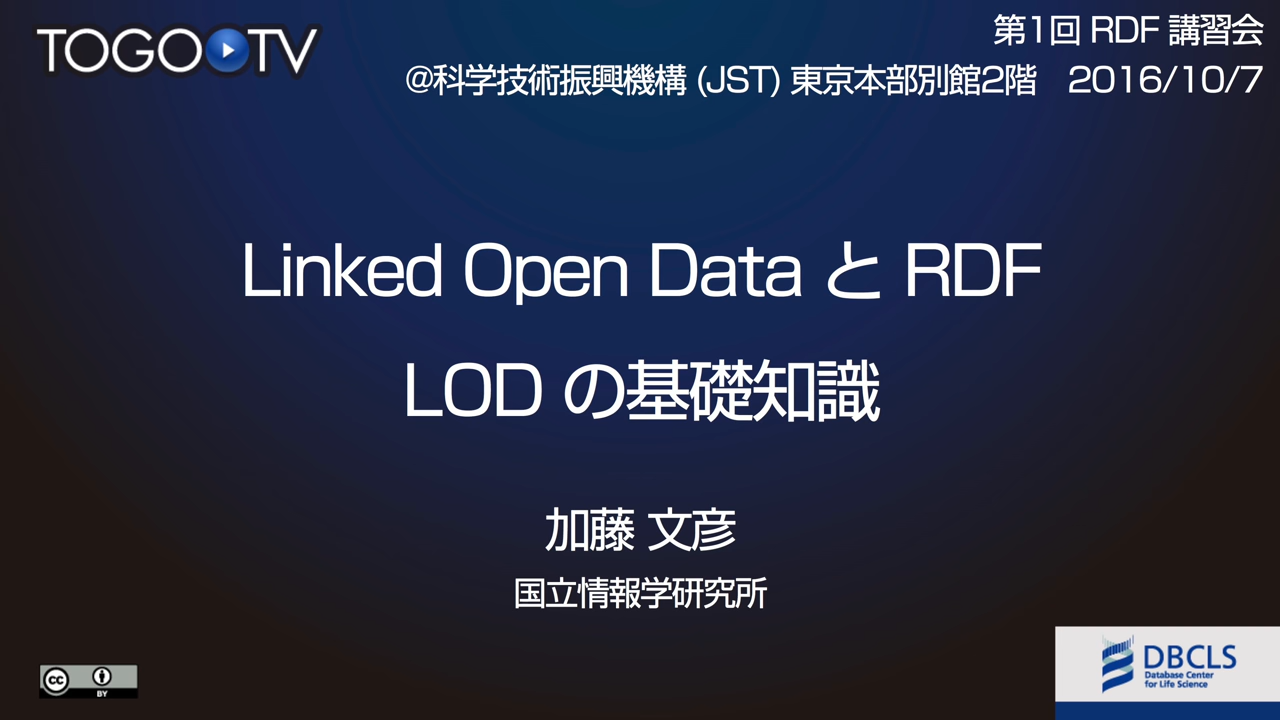 TOGO TV
第1回 RDF 講習会
@科学技術振興機構 (JST) 東京本部別館2階　2016/10/7
Linked Open Data と RDF
LOD の基礎知識
加藤 文彦
国立情報学研究所
cc
BY
DBCLS
Database Center
for Life Science